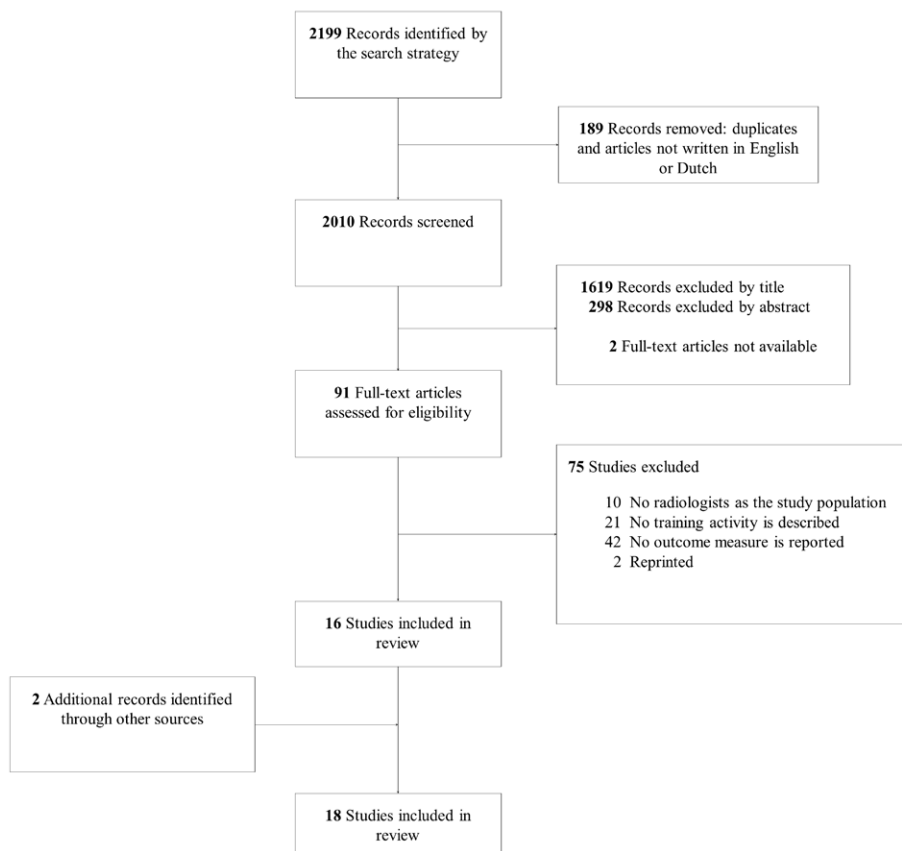 2199 Records identified by
the search strategy
189 Records removed: duplicates
and articles not written in English
or Dutch
2010 Records screened
1619 Records excluded by title
298 Records excluded by abstract
2 Full-text articles not available
91 Full-text articles
assessed for eligibility
75 Studies excluded
10 No radiologists as the study population
21 No training activity is described
42 No outcome measure is reported
2 Reprinted
16 Studies included in
review
2 Additional records identified
through other sources
18 Studies included in
review